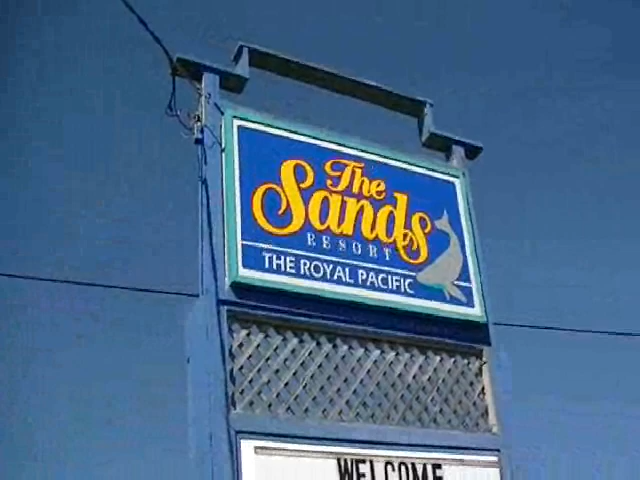 The
Sands
RESORT
THE ROYAL PACIFIC
WELCOME